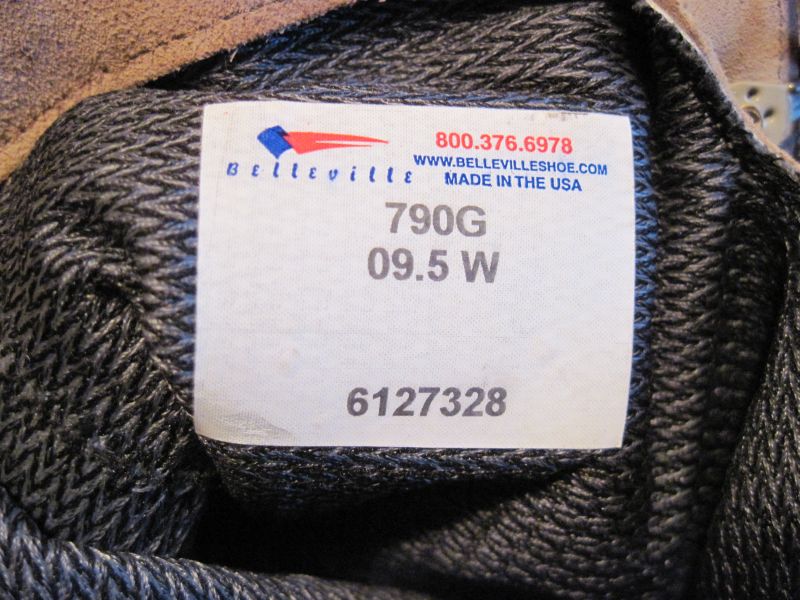 Belleville
800.376.6978
WWW.BELLEVILLESHOE.COM
MADE IN THE USA
790G
09.5 W
6127328